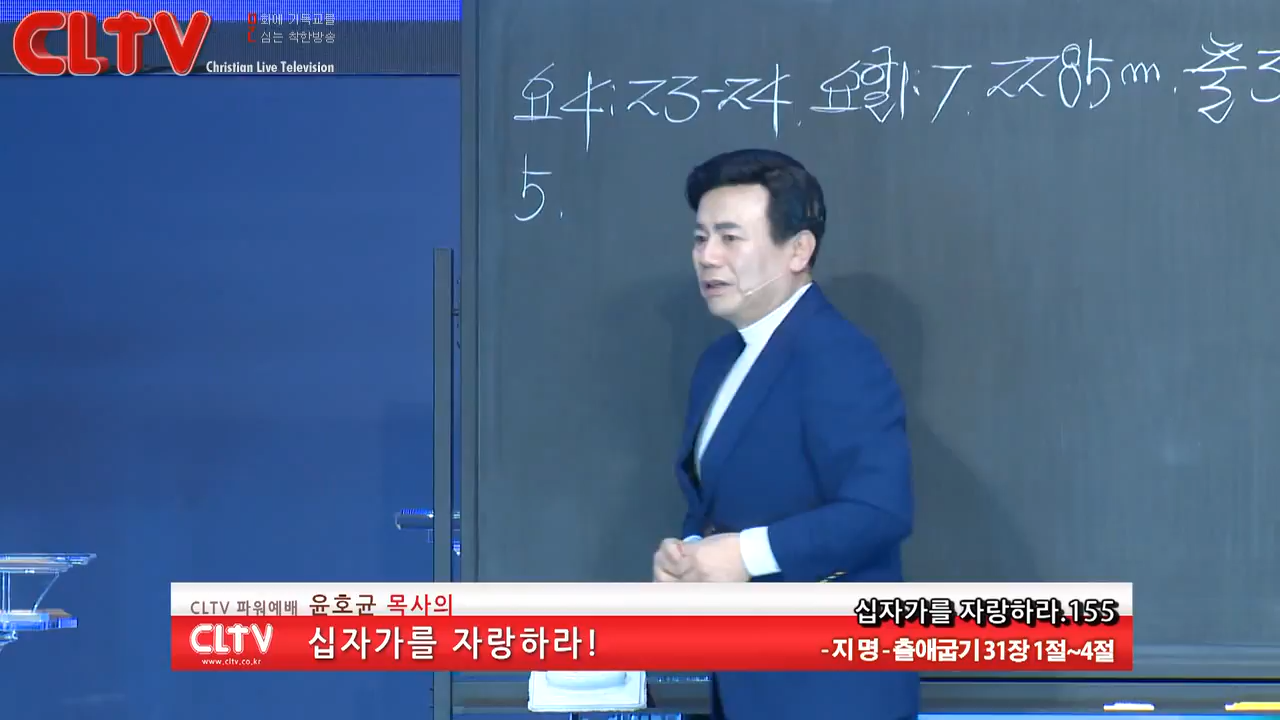 CLTV
문화에 기독교를
심는 착한방송
Christian Live Television
요4:23-24. 요일1:7. 2285m. 출3
5.
CLTV 파워예배 윤호균 목사의
십자가를 자랑하라.155
CLTV
www.cltv.co.kr
십자가를 자랑하라!
-지명- 출애굽기 31장 1절~4절